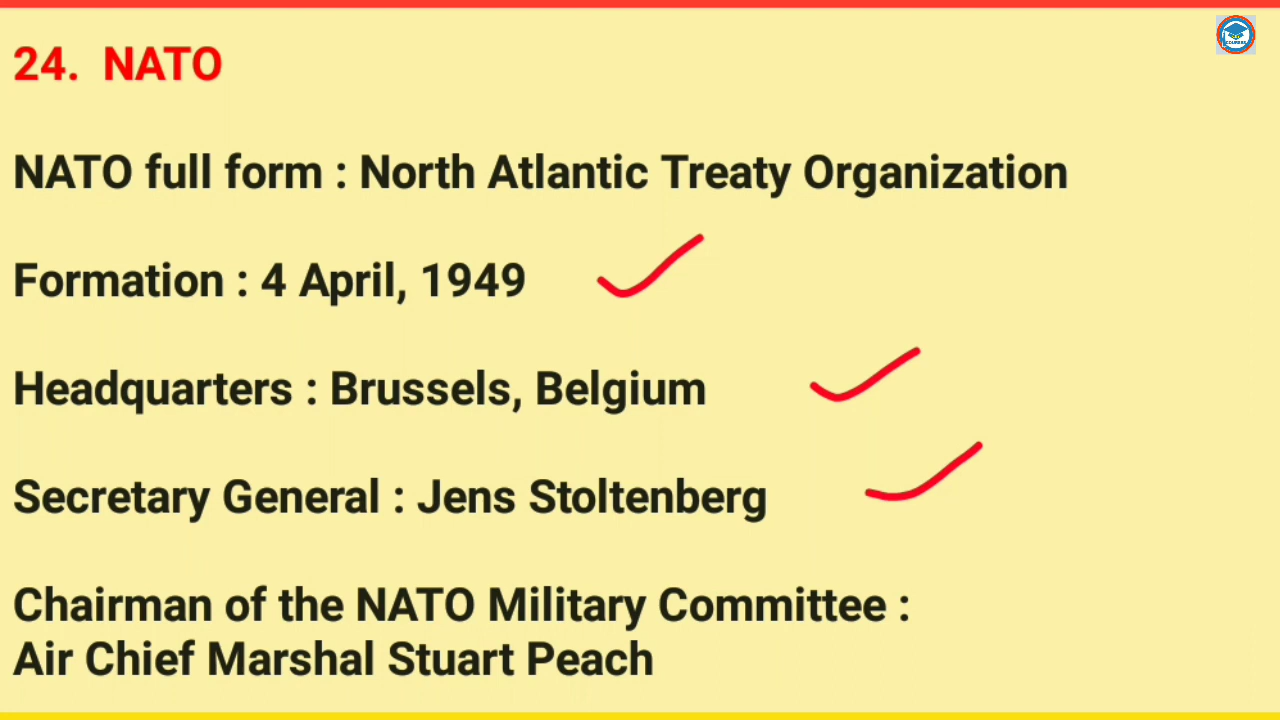 24. NATO
NATO full form : North Atlantic Treaty Organization
Formation : 4 April, 1949
Headquarters : Brussels, Belgium
Secretary General : Jens Stoltenberg
Chairman of the NATO Military Committee :
Air Chief Marshal Stuart Peach